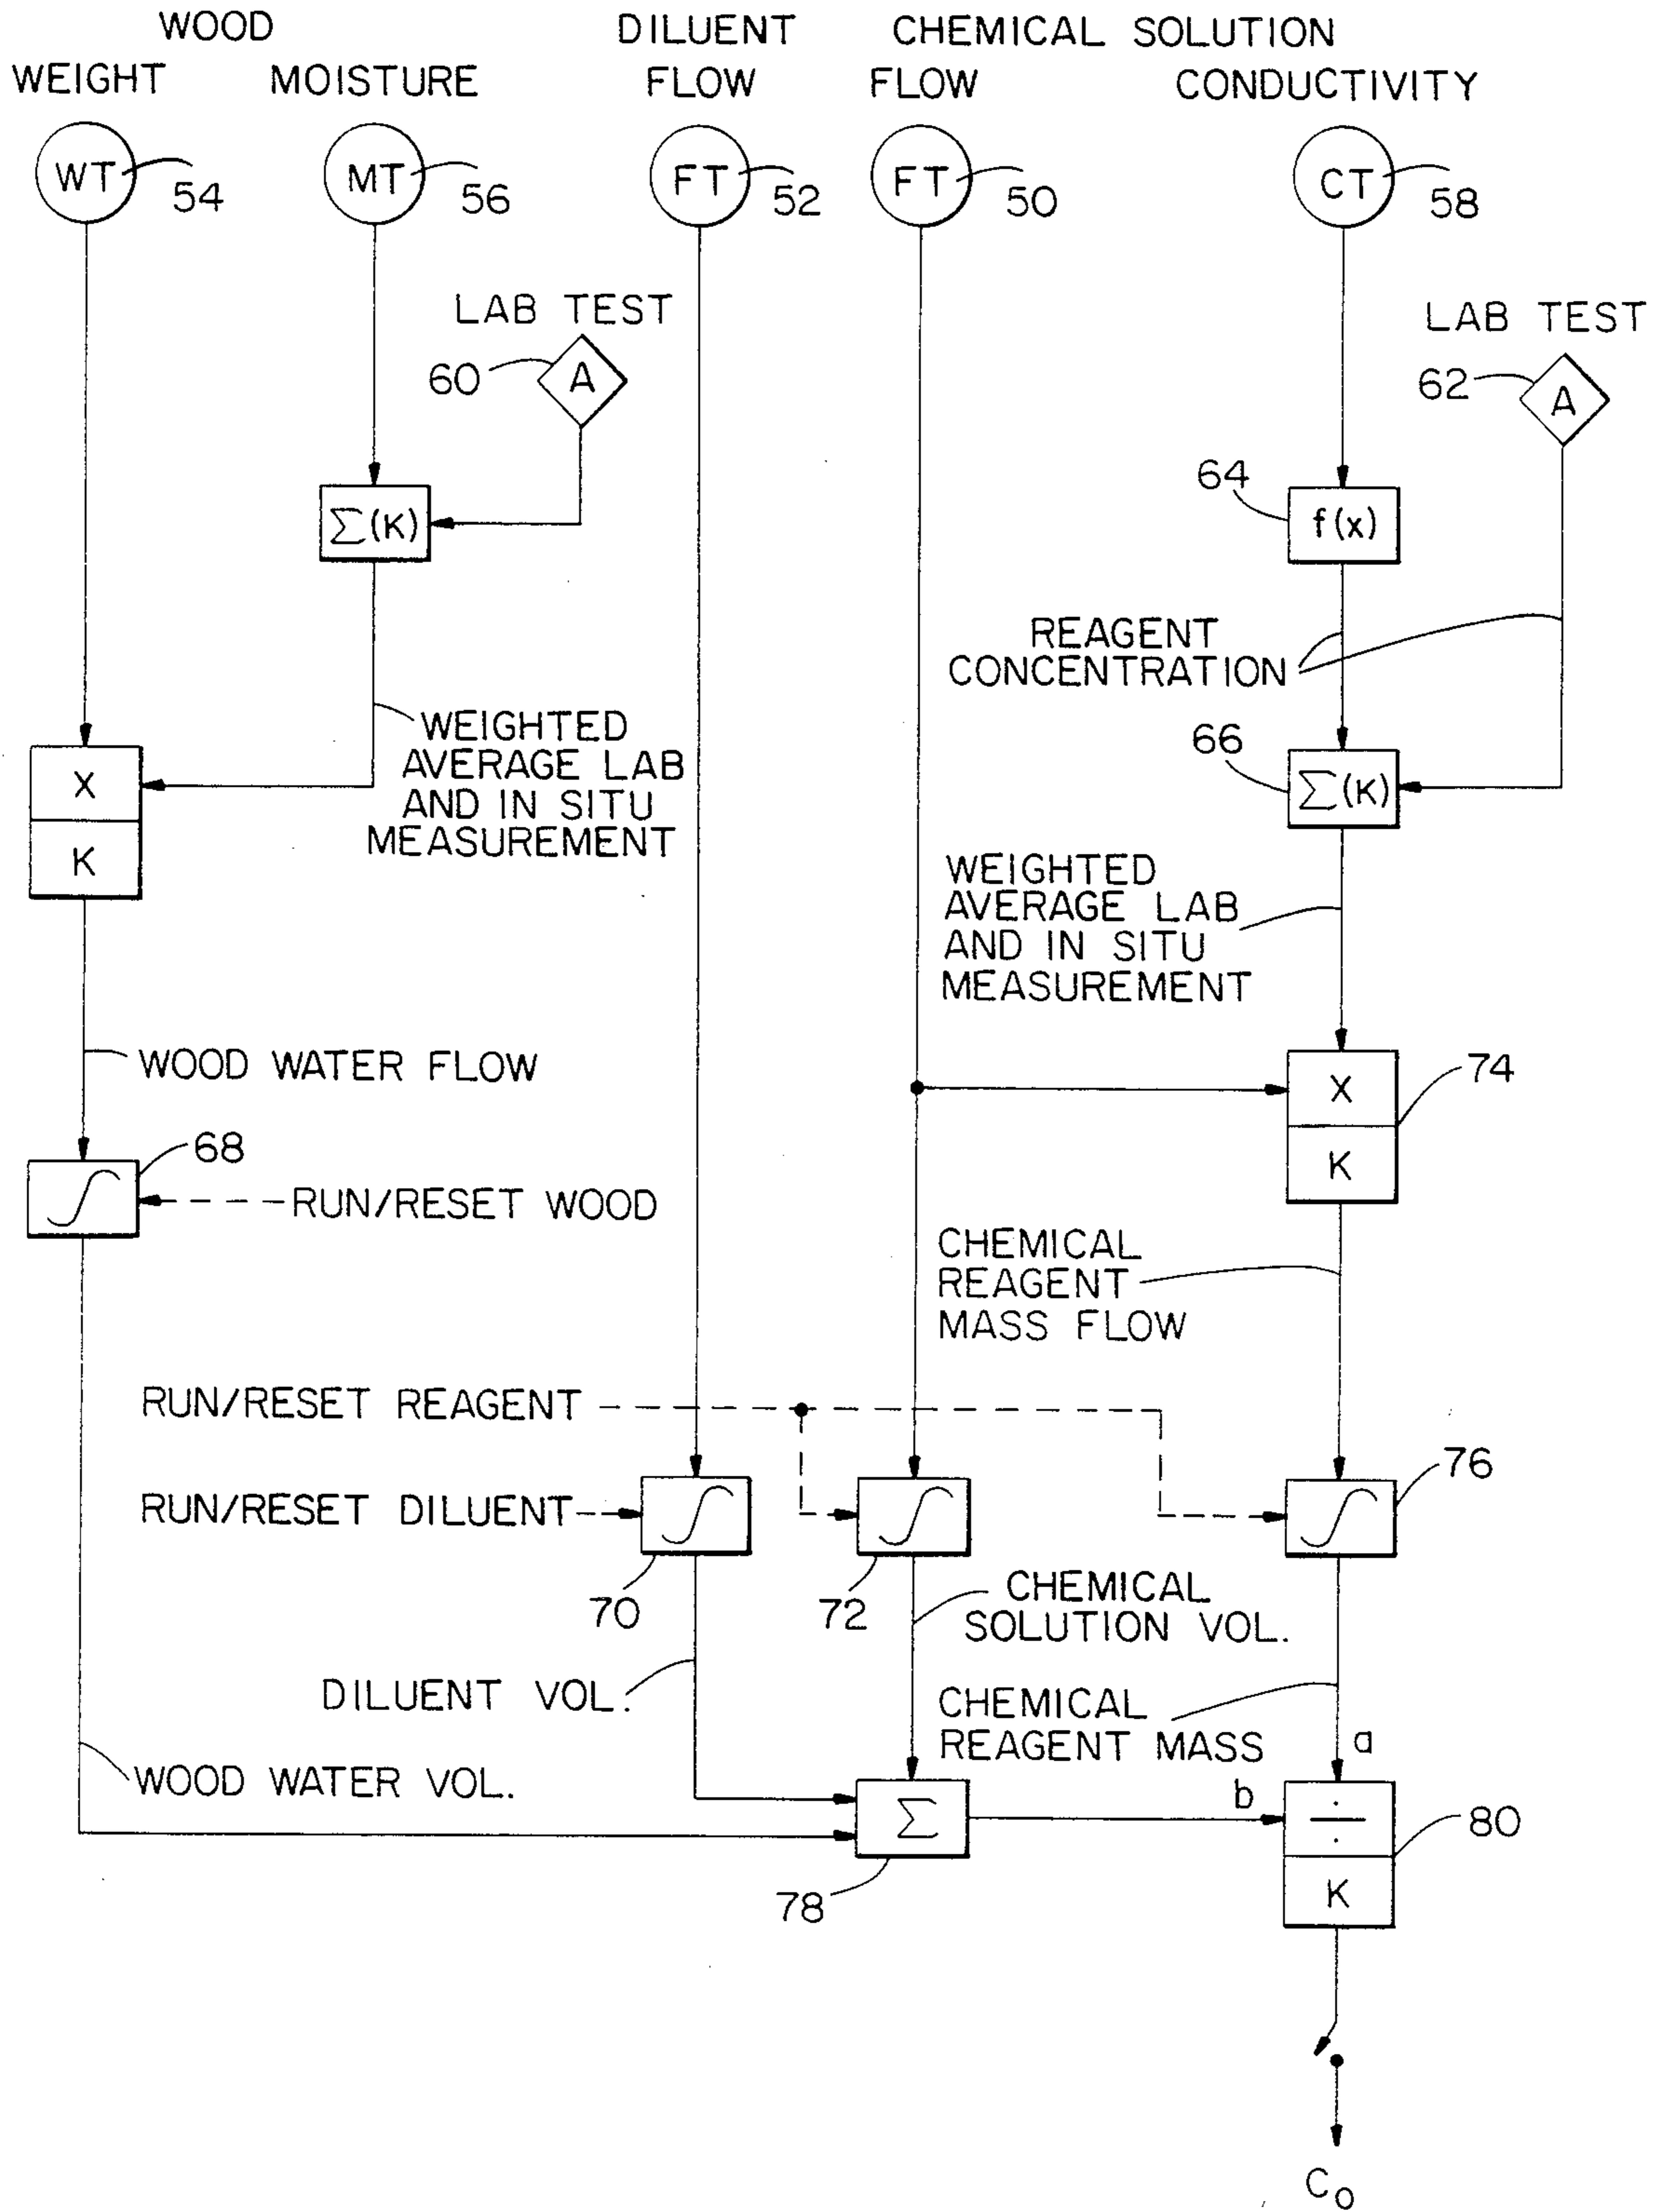 WOOD
DILUENT
CHEMICAL SOLUTION
WEIGHT
MOISTURE
FLOW
FLOW
CONDUCTIVITY
WT
54
MT
56
FT
52
FT
50
CT
58
LAB TEST
60
A
LAB TEST
62
A
Σ(K)
64
f(x)
REAGENT
CONCENTRATION
WEIGHTED
AVERAGE LAB
AND IN SITU
MEASUREMENT
X
K
66
Σ(K)
WEIGHTED
AVERAGE LAB
AND IN SITU
MEASUREMENT
WOOD WATER FLOW
X
K
74
68
∫
RUN/RESET WOOD
CHEMICAL
REAGENT
MASS FLOW
RUN/RESET REAGENT
RUN/RESET DILUENT
∫
70
∫
72
∫
76
CHEMICAL
SOLUTION VOL.
DILUENT VOL.
CHEMICAL
REAGENT MASS
a
WOOD WATER VOL.
Σ
78
b
÷
K
80
C₀